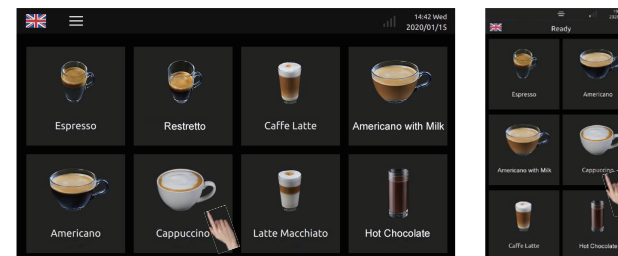 14:42 Wed
2020/01/15
Espresso
Restretto
Caffe Latte
Americano with Milk
Americano
Cappuccino
Latte Macchiato
Hot Chocolate
Ready
Espresso
Americano
Americano with Milk
Cappuccino
Caffe Latte
Hot Chocolate